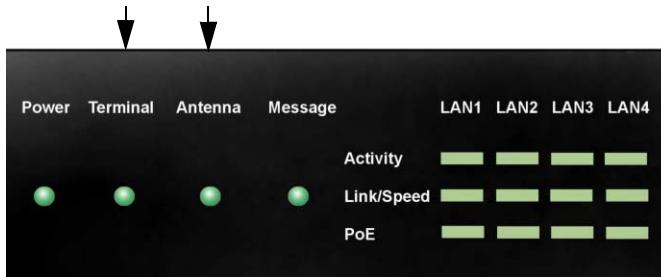 Power Terminal Antenna Message LAN1 LAN2 LAN3 LAN4
Activity
Link/Speed
PoE